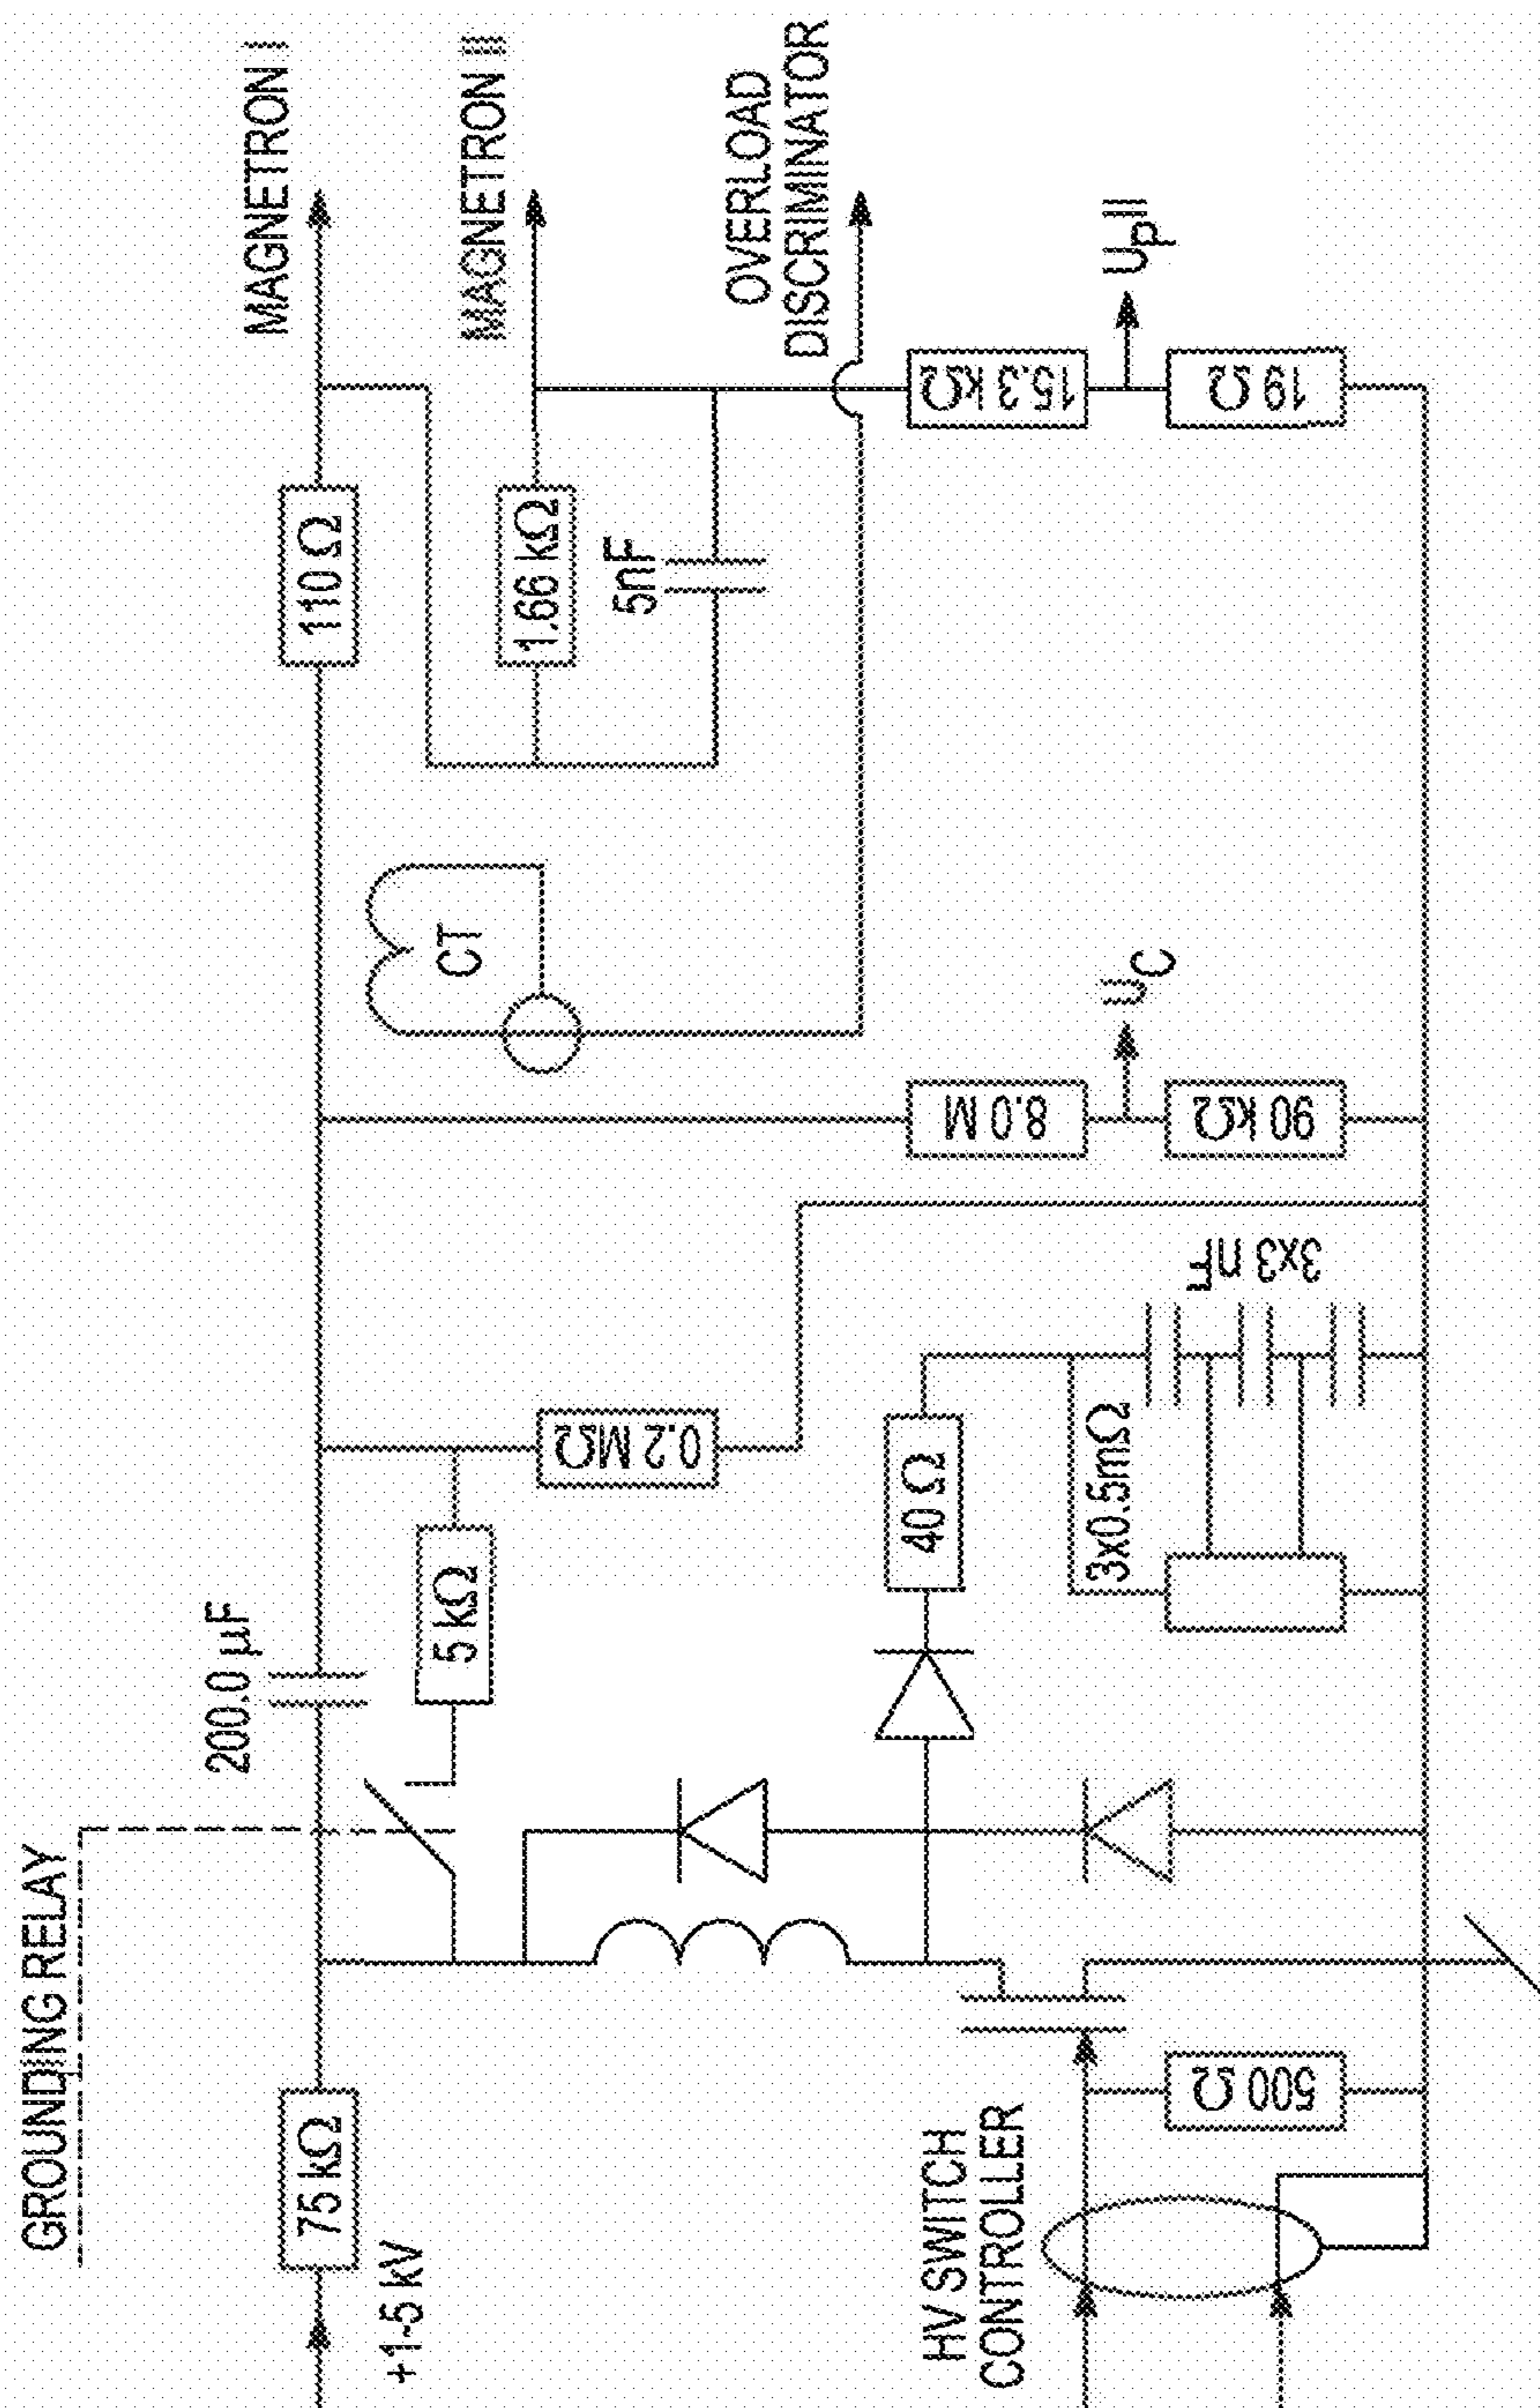 GROUNDING RELAY
75 kΩ
+1-5 kV
200.0 µF
5 kΩ
0.2 MΩ
110 Ω
MAGNETRON I
MAGNETRON II
1.66 kΩ
5nF
CT
OVERLOAD
DISCRIMINATOR
HV SWITCH
CONTROLLER
500 Ω
40 Ω
3x0.5mΩ
3x3 nF
8.0 M
90 kΩ
UC
15.3 kΩ
19 Ω
UpII